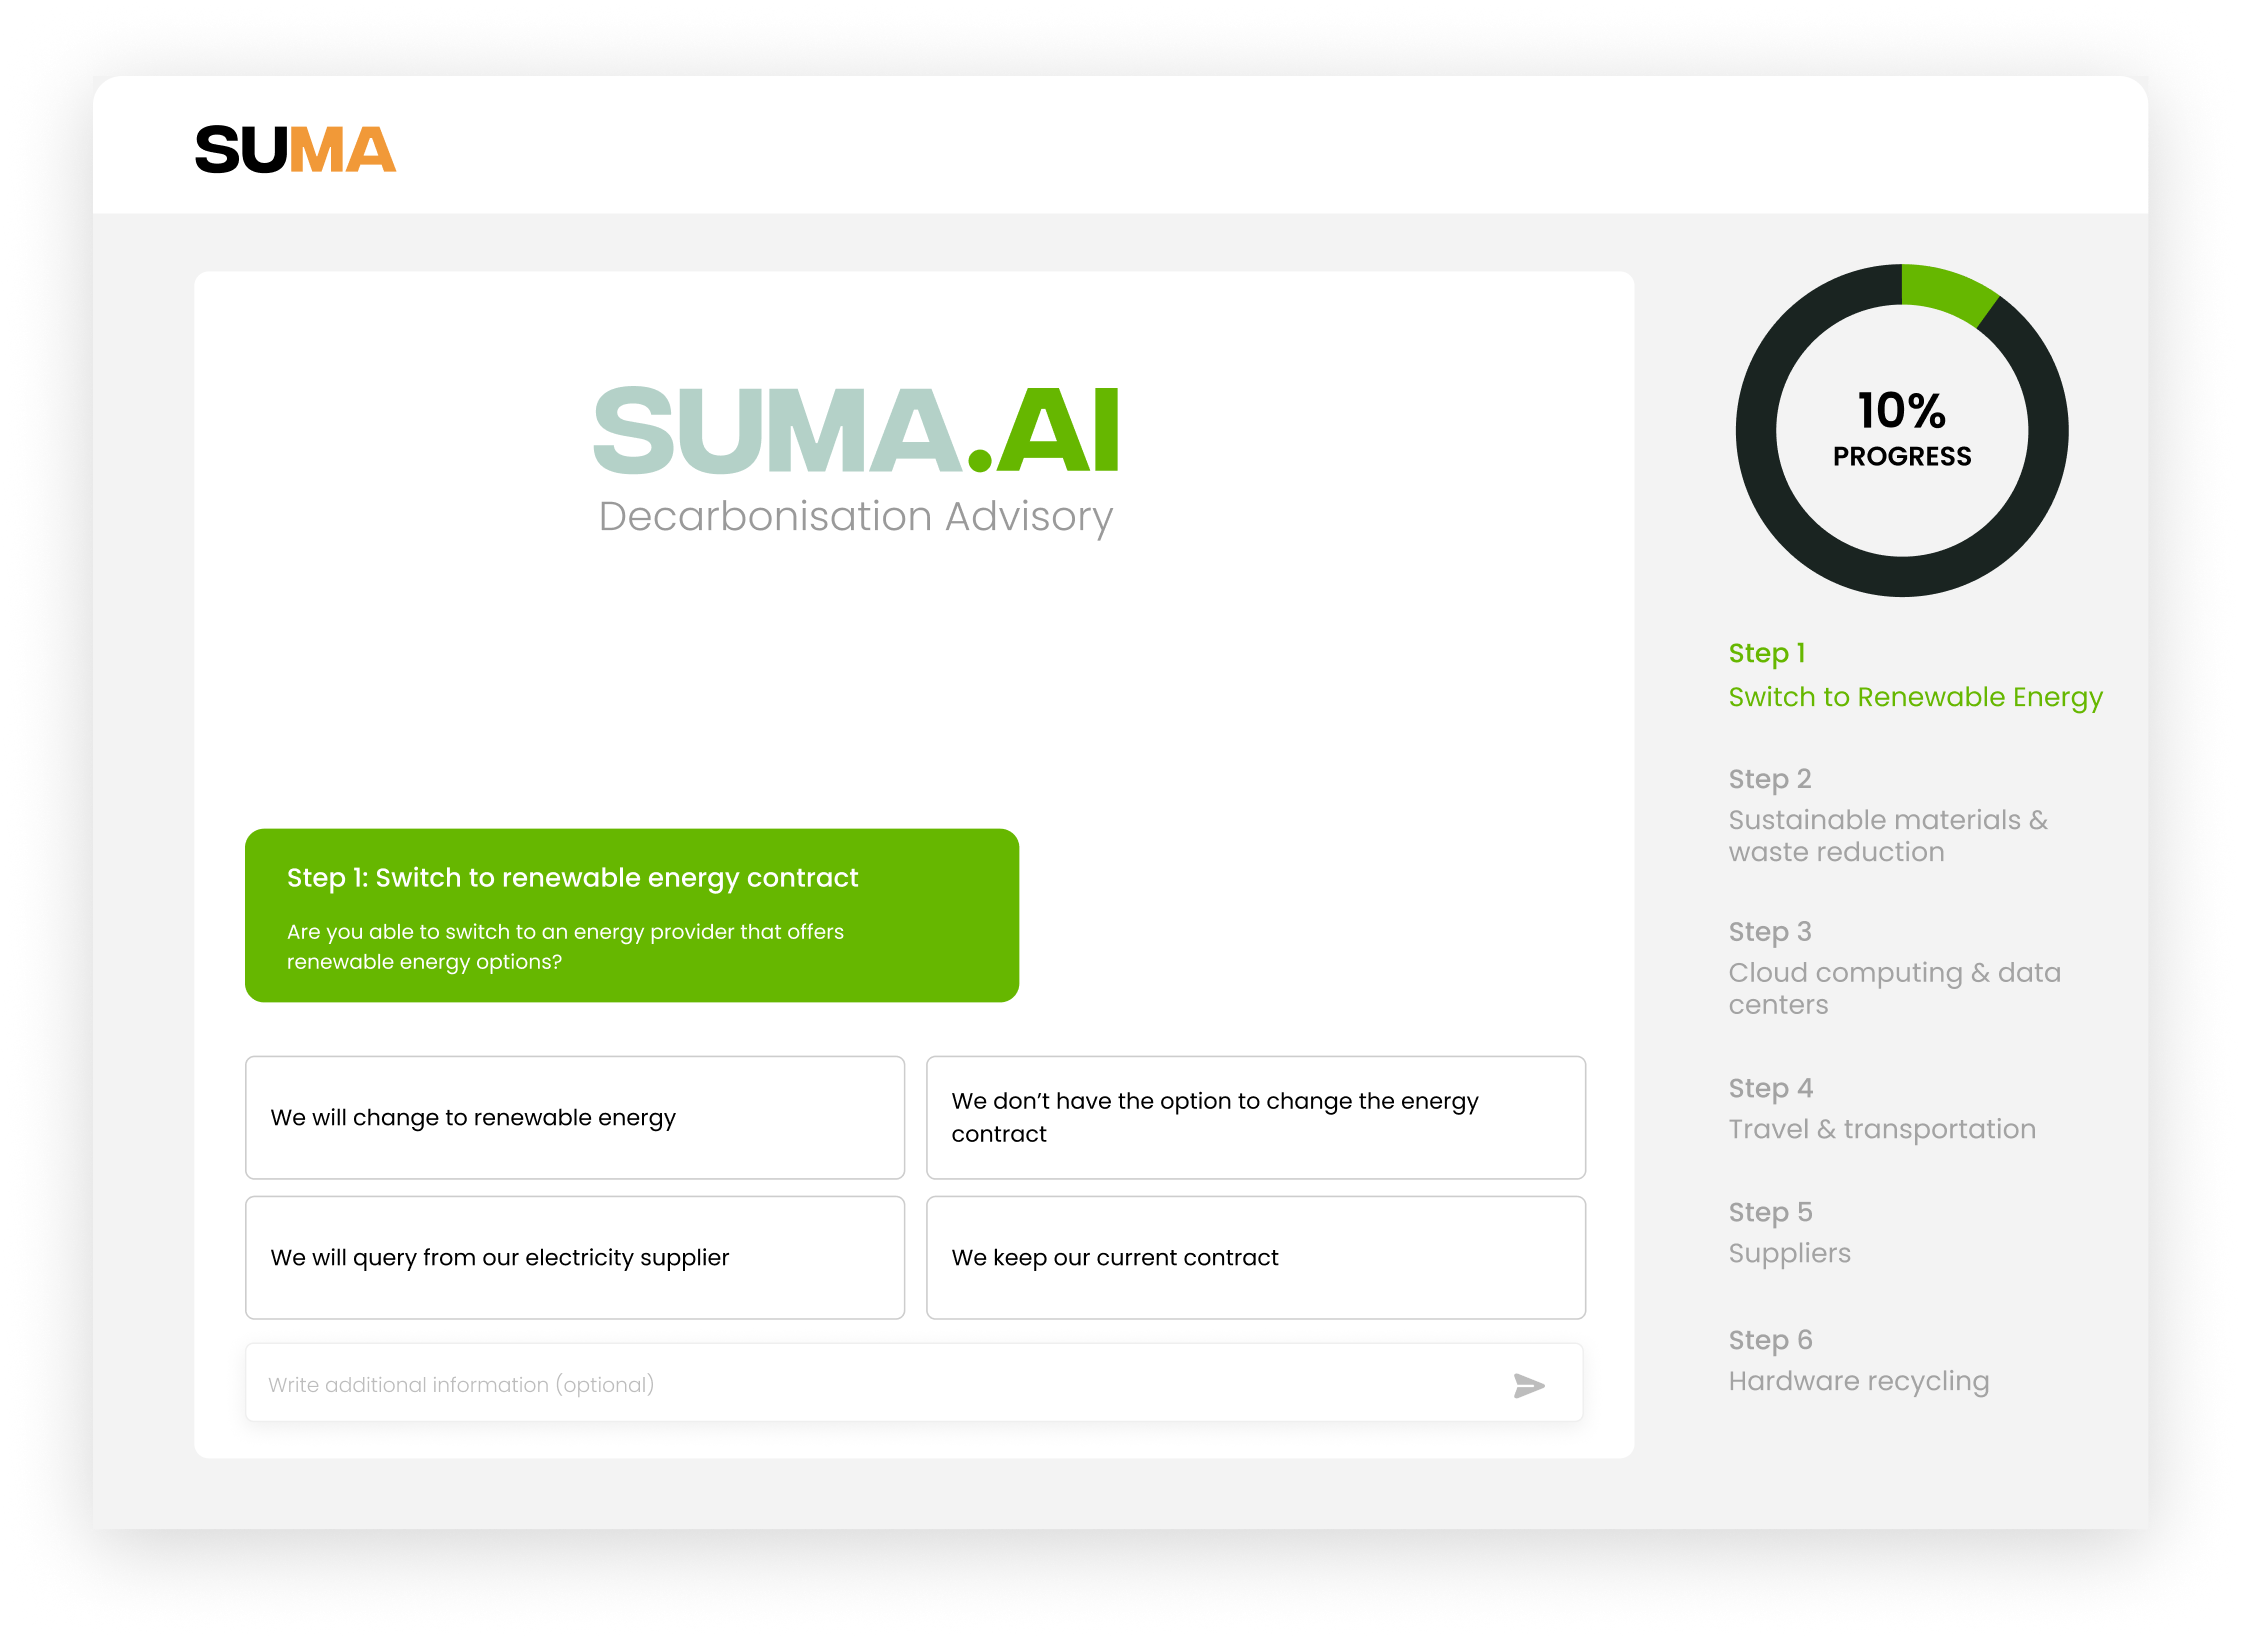 SUMA
SUMA.AI
Decarbonisation Advisory
Step 1: Switch to renewable energy contract
Are you able to switch to an energy provider that offers
renewable energy options?
We will change to renewable energy
We don’t have the option to change the energy
contract
We will query from our electricity supplier
We keep our current contract
Write additional information (optional)
10%
PROGRESS
Step 1
Switch to Renewable Energy
Step 2
Sustainable materials &
waste reduction
Step 3
Cloud computing & data
centers
Step 4
Travel & transportation
Step 5
Suppliers
Step 6
Hardware recycling